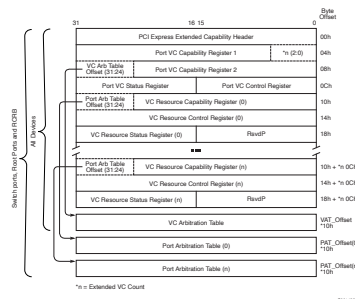 Byte
Offset
31 16 15 0
PCI Express Extended Capability Header 00h
Port VC Capability Register 1 *n (2:0) 04h
VC Arb Table
Offset (31:24)
Port VC Capability Register 2 08h
Port VC Status Register Port VC Control Register 0Ch
Port Arb Table
Offset (31:24)
VC Resource Capability Register (0) 10h
VC Resource Control Register (0) 14h
VC Resource Status Register (0) RsvdP 18h
Port Arb Table
Offset (31:24)
VC Resource Capability Register (n) 10h + *n 0Ch
VC Resource Control Register (n) 14h + *n 0Ch
VC Resource Status Register (n) RsvdP 18h + *n 0Ch
VC Arbitration Table VAT_Offset
*10h
Port Arbitration Table (0) PAT_Offset(
*10h
Port Arbitration Table (n) PAT_Offset(
*10h
Switch ports, Root Ports and RCRB
All Devices
*n = Extended VC Count